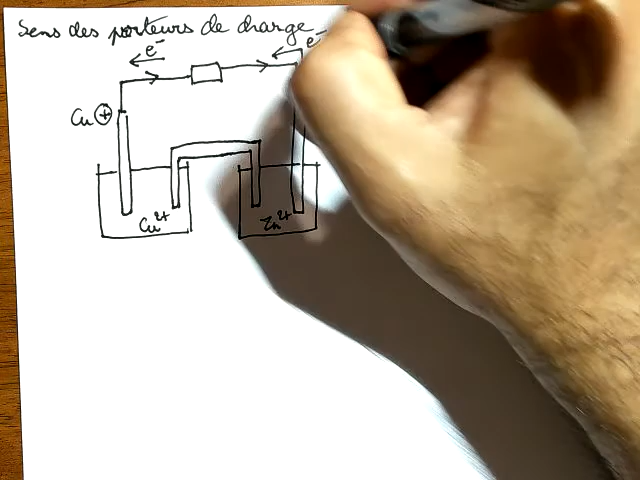 Sens des porteurs de charge
e⁻ e⁻
Cu ⊕
Cu²⁺ Zn²⁺